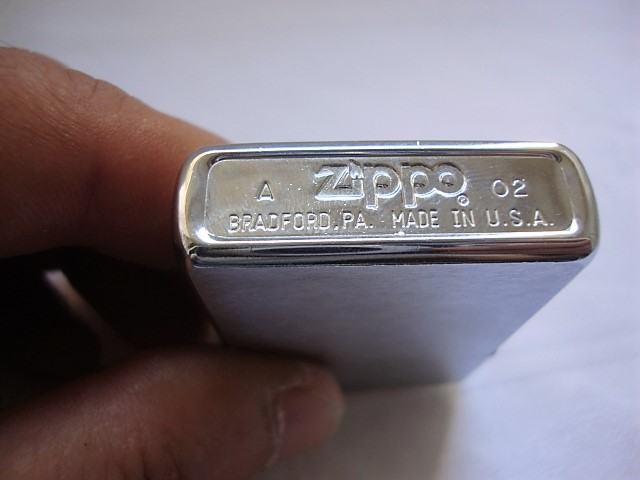 A Zippo® 02
BRADFORD, PA. MADE IN U.S.A.